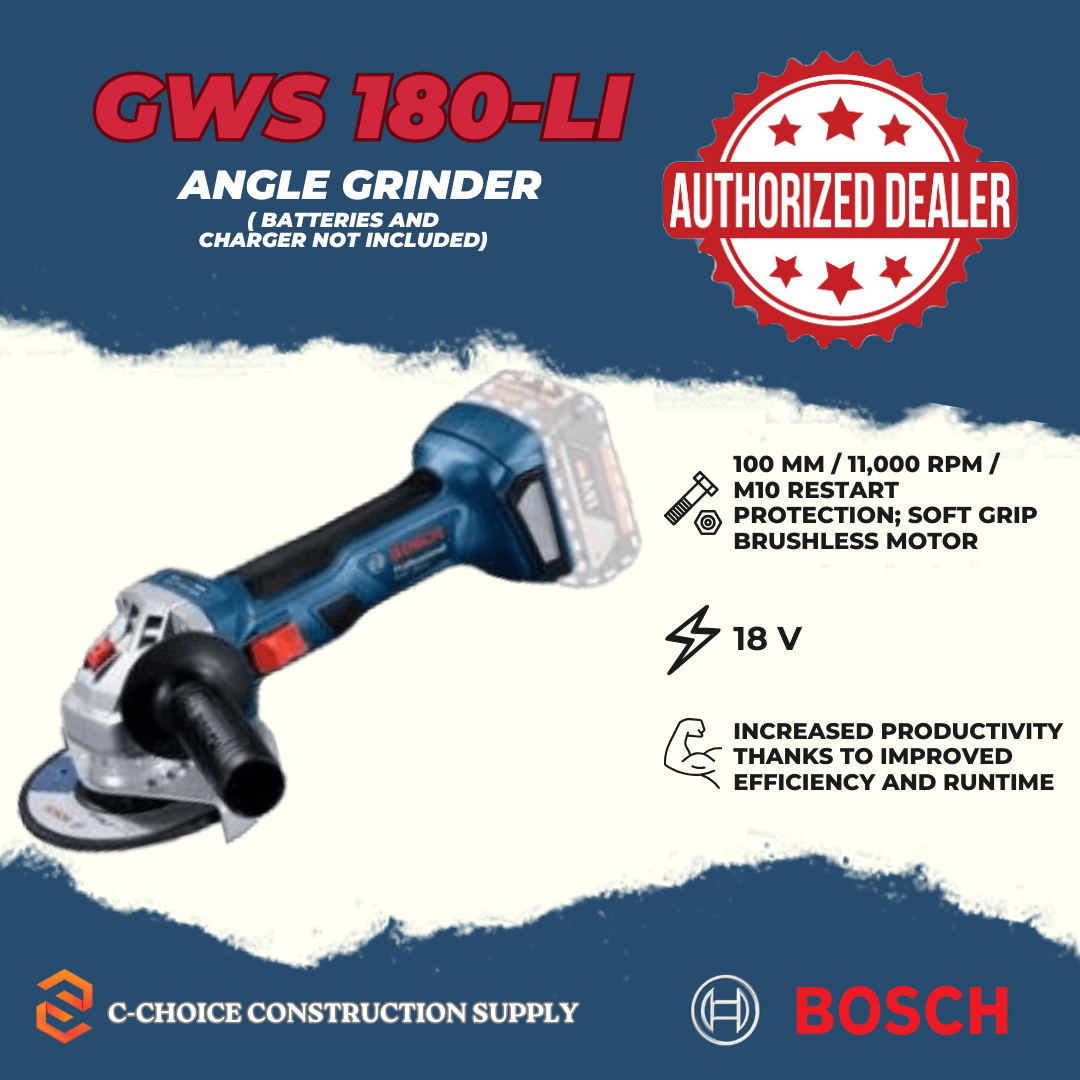 GWS 180-LI
ANGLE GRINDER
( BATTERIES AND
CHARGER NOT INCLUDED)
AUTHORIZED DEALER
100 MM / 11,000 RPM /
M10 RESTART
PROTECTION; SOFT GRIP
BRUSHLESS MOTOR
18 V
INCREASED PRODUCTIVITY
THANKS TO IMPROVED
EFFICIENCY AND RUNTIME
BOSCH
C-CHOICE CONSTRUCTION SUPPLY
BOSCH